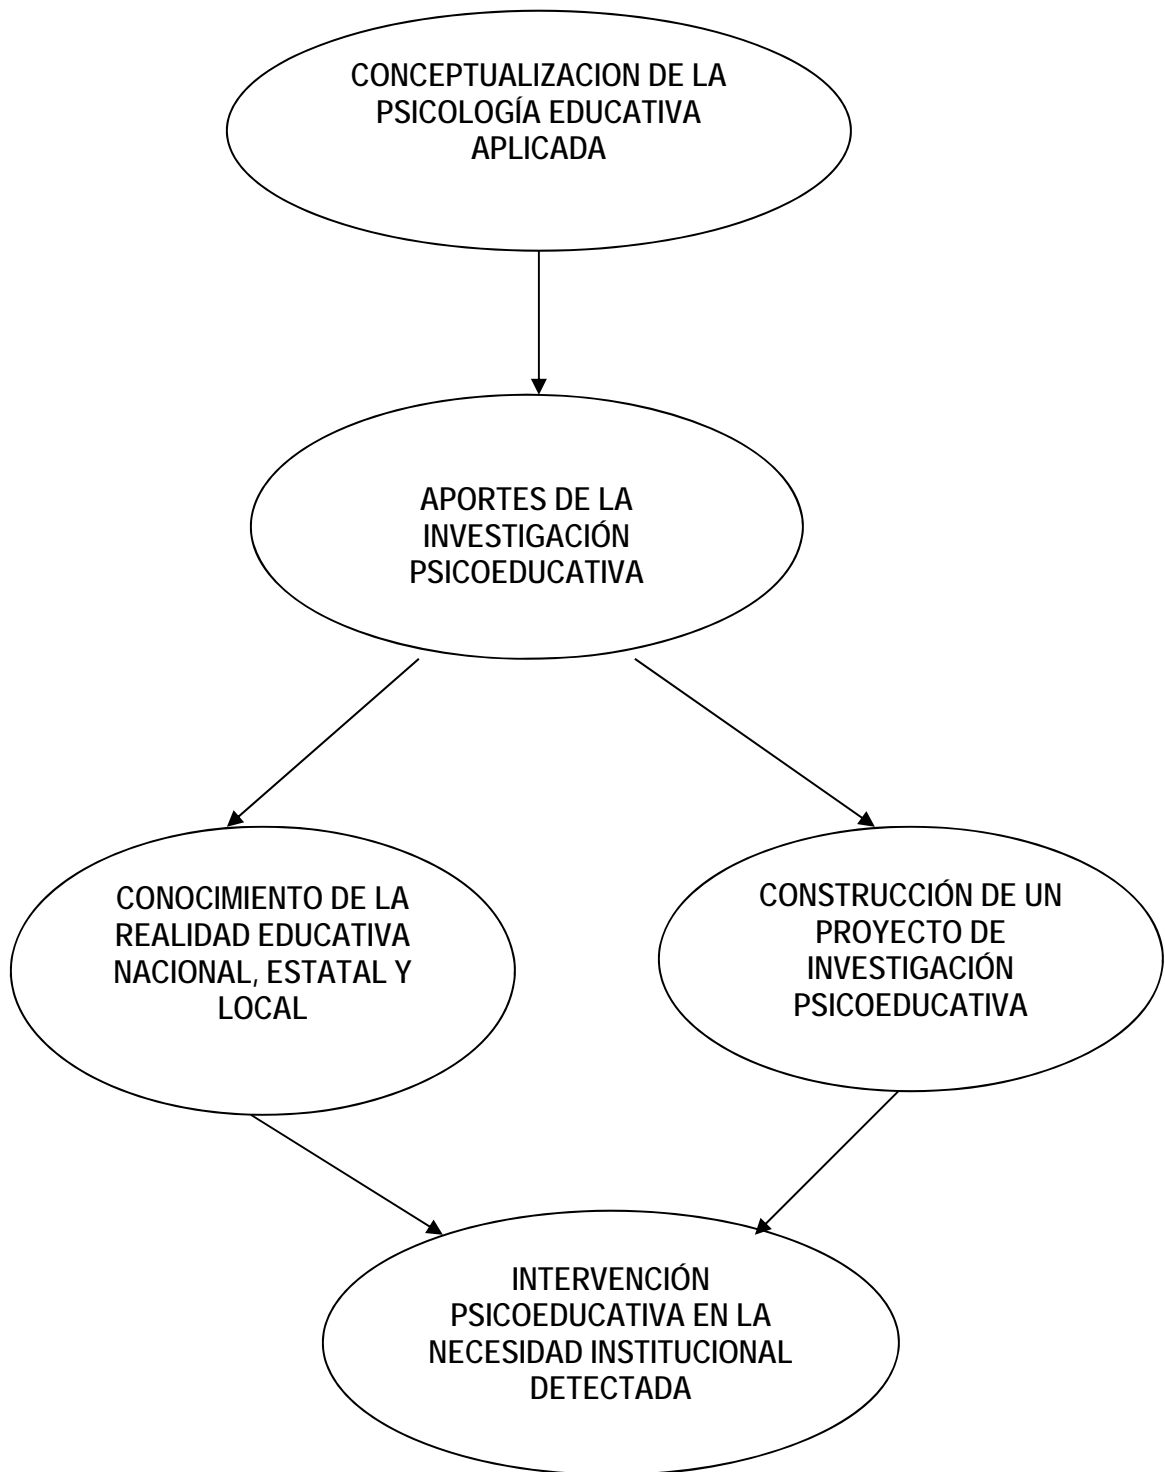 CONCEPTUALIZACION DE LA
PSICOLOGÍA EDUCATIVA
APLICADA
APORTES DE LA
INVESTIGACIÓN
PSICOEDUCATIVA
CONOCIMIENTO DE LA
REALIDAD EDUCATIVA
NACIONAL, ESTATAL Y
LOCAL
CONSTRUCCIÓN DE UN
PROYECTO DE
INVESTIGACIÓN
PSICOEDUCATIVA
INTERVENCIÓN
PSICOEDUCATIVA EN LA
NECESIDAD INSTITUCIONAL
DETECTADA